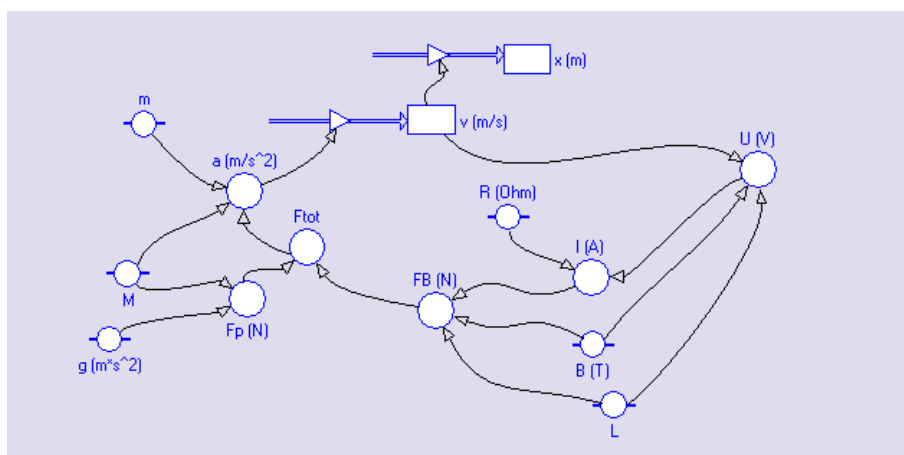 x (m)
m
v (m/s)
U (V)
a (m/s^2)
R (Ohm)
Ftot
I (A)
FB (N)
M
Fp (N)
g (m*s^2)
B (T)
L